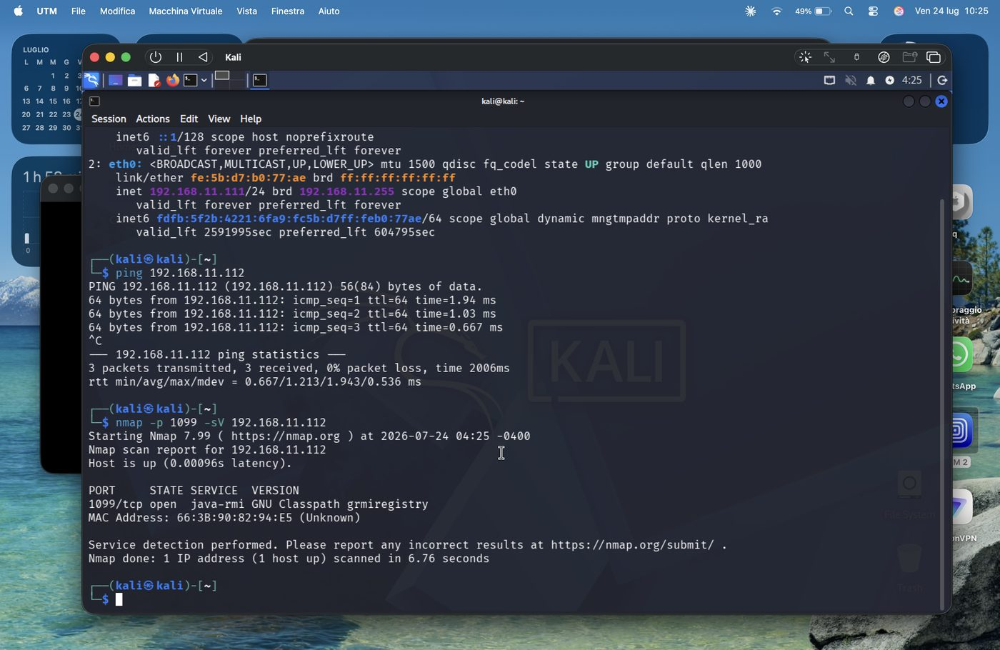 UTM File Modifica Macchina Virtuale Vista Finestra Aiuto 49% Ven 24 lug 10:25
LUGLIO
L M M G V
1 2 3
6 7 8 9 10
13 14 15 16 17
20 21 22 23 24
27 28 29 30 31
1h
0
Kali
4:25
kali@kali: ~
Session Actions Edit View Help
inet6 ::1/128 scope host noprefixroute
valid_lft forever preferred_lft forever
2: eth0: <BROADCAST,MULTICAST,UP,LOWER_UP> mtu 1500 qdisc fq_codel state UP group default qlen 1000
link/ether fe:5b:d7:b0:77:ae brd ff:ff:ff:ff:ff:ff
inet 192.168.11.111/24 brd 192.168.11.255 scope global eth0
valid_lft forever preferred_lft forever
inet6 fdfb:5f2b:4221:6fa9:fc5b:d7ff:feb0:77ae/64 scope global dynamic mngtmpaddr proto kernel_ra
valid_lft 2591995sec preferred_lft 604795sec
┌──(kali㉿kali)-[~]
└─$ ping 192.168.11.112
PING 192.168.11.112 (192.168.11.112) 56(84) bytes of data.
64 bytes from 192.168.11.112: icmp_seq=1 ttl=64 time=1.94 ms
64 bytes from 192.168.11.112: icmp_seq=2 ttl=64 time=1.03 ms
64 bytes from 192.168.11.112: icmp_seq=3 ttl=64 time=0.667 ms
^C
--- 192.168.11.112 ping statistics ---
3 packets transmitted, 3 received, 0% packet loss, time 2006ms
rtt min/avg/max/mdev = 0.667/1.213/1.943/0.536 ms
┌──(kali㉿kali)-[~]
└─$ nmap -p 1099 -sV 192.168.11.112
Starting Nmap 7.99 ( https://nmap.org ) at 2026-07-24 04:25 -0400
Nmap scan report for 192.168.11.112
Host is up (0.00096s latency).
PORT STATE SERVICE VERSION
1099/tcp open java-rmi GNU Classpath grmiregistry
MAC Address: 66:3B:90:82:94:E5 (Unknown)
Service detection performed. Please report any incorrect results at https://nmap.org/submit/ .
Nmap done: 1 IP address (1 host up) scanned in 6.76 seconds
┌──(kali㉿kali)-[~]
└─$
KALI
File System
Trash
q
oraggio
ività
tsApp
M 2
onVPN